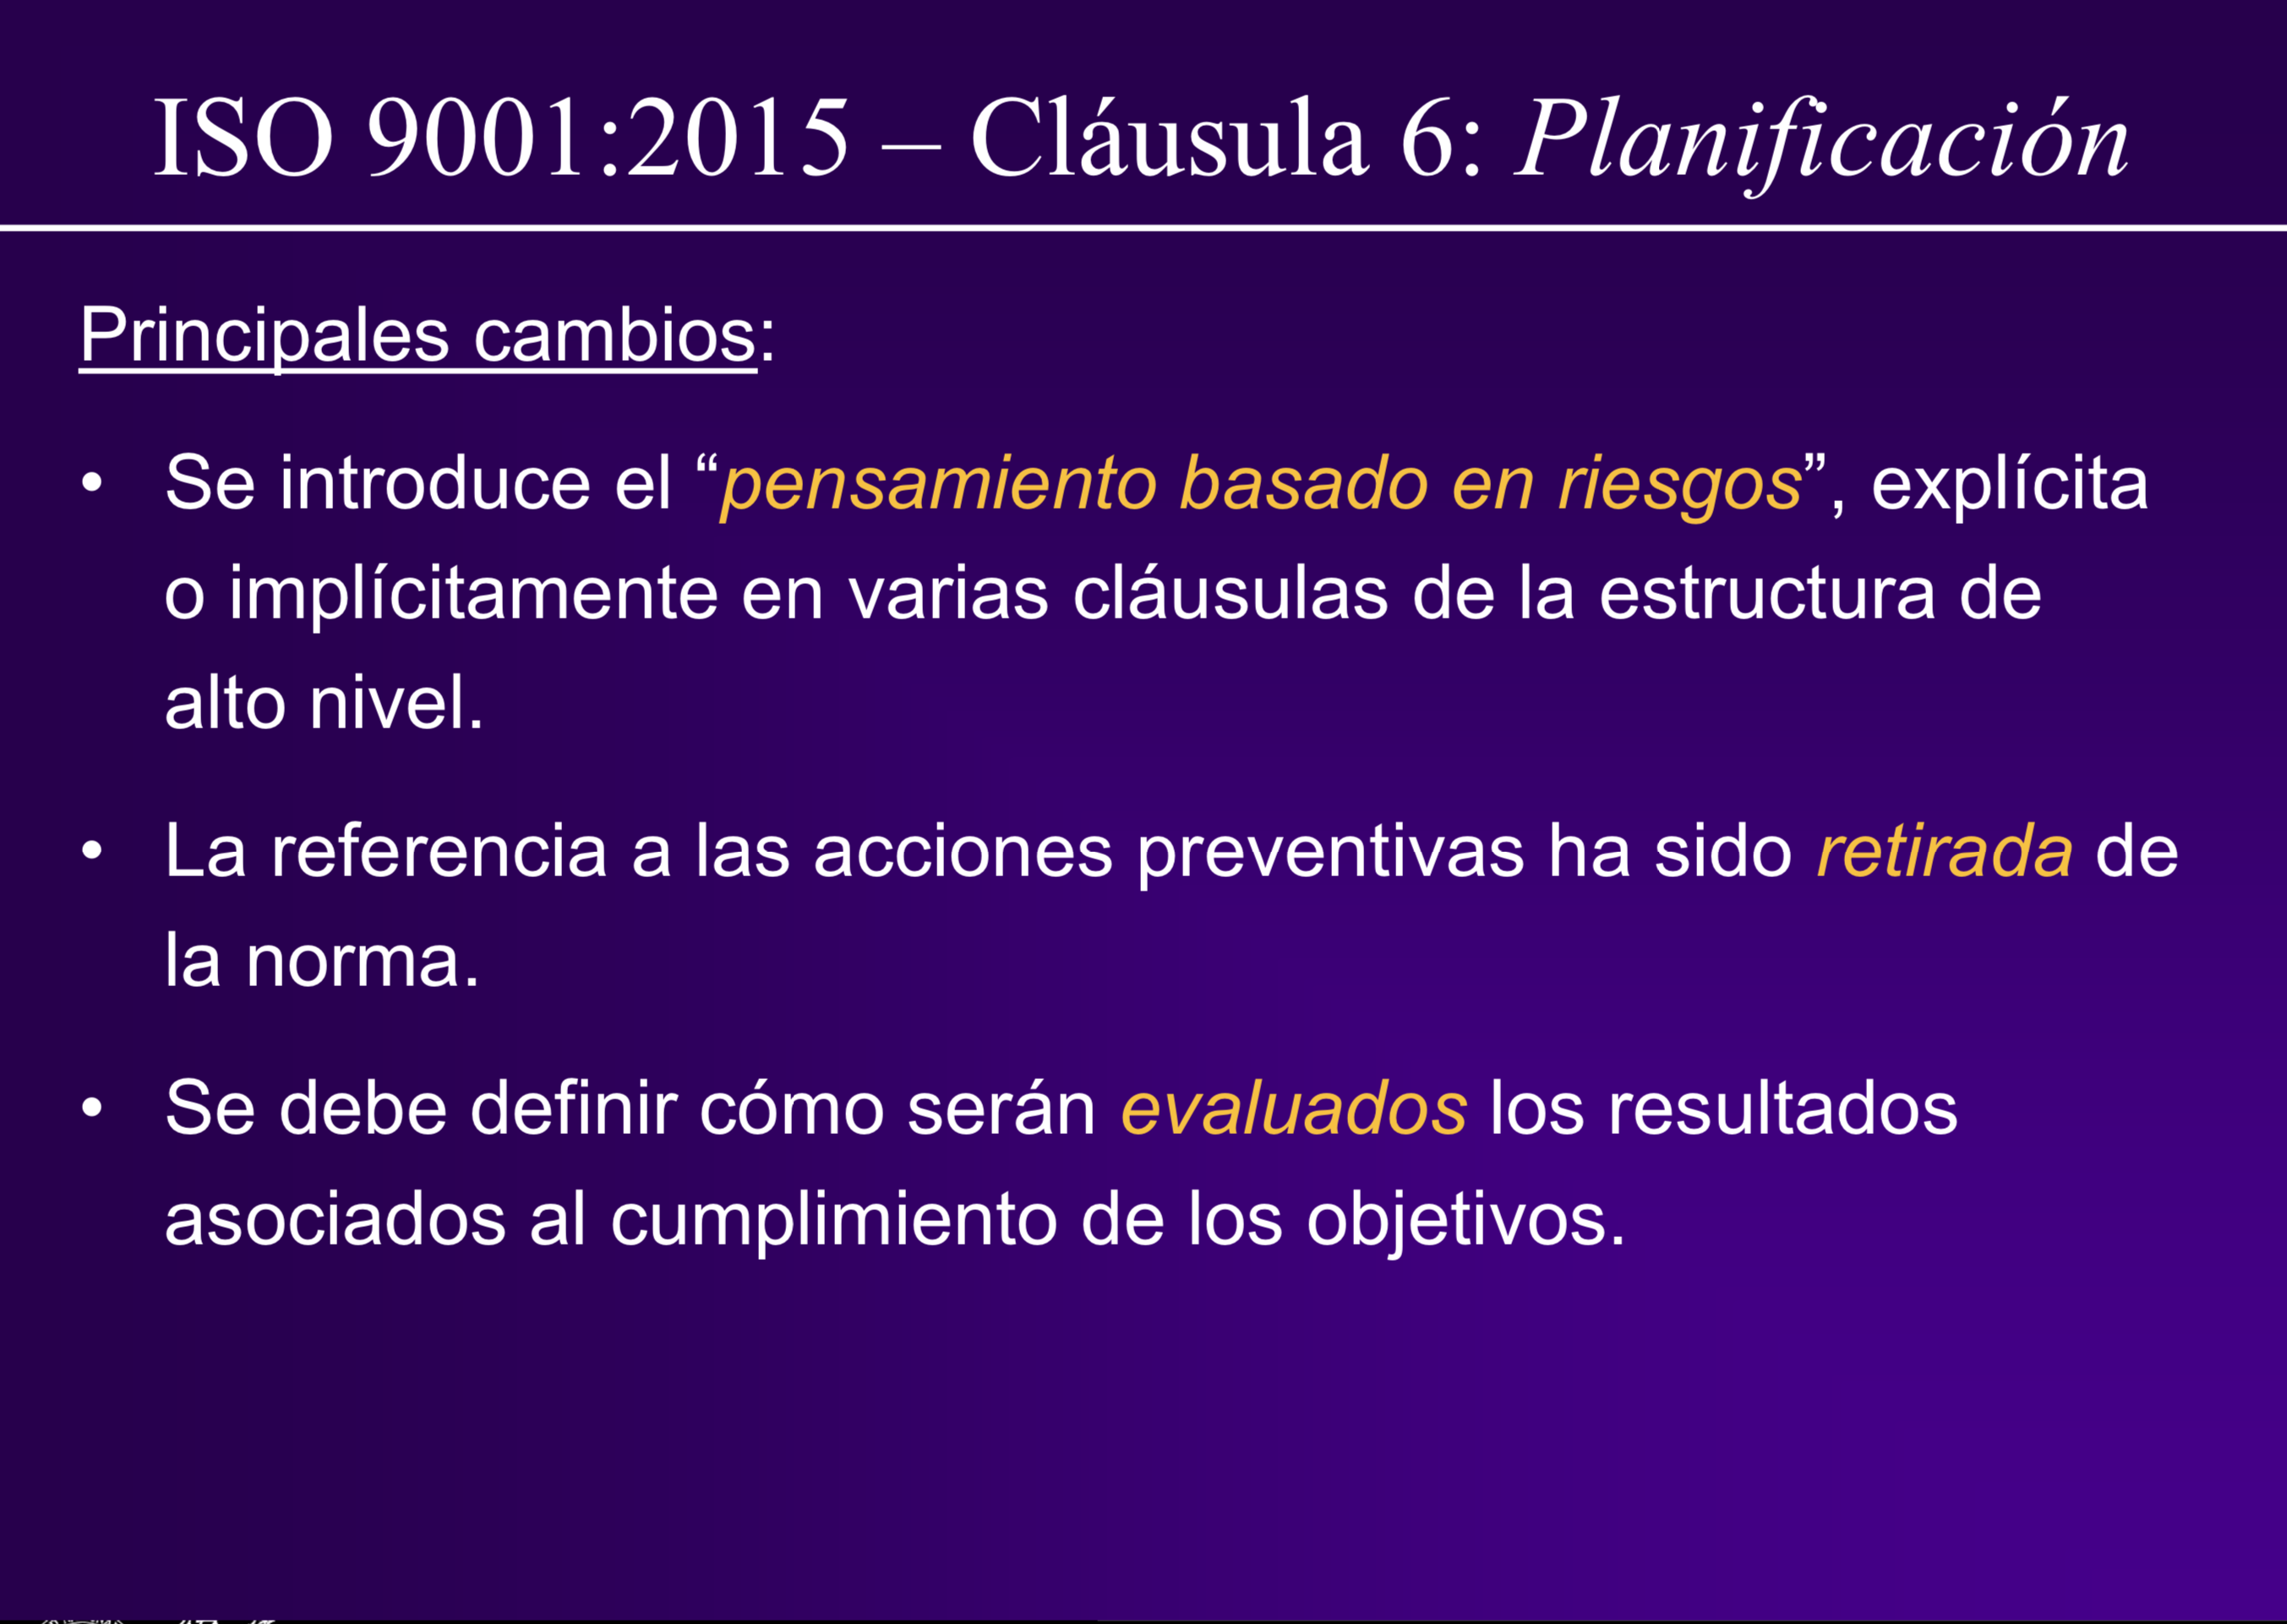 ISO 9001:2015 – Cláusula 6: Planificación
Principales cambios:
• Se introduce el “pensamiento basado en riesgos”, explícita
o implícitamente en varias cláusulas de la estructura de
alto nivel.
• La referencia a las acciones preventivas ha sido retirada de
la norma.
• Se debe definir cómo serán evaluados los resultados
asociados al cumplimiento de los objetivos.